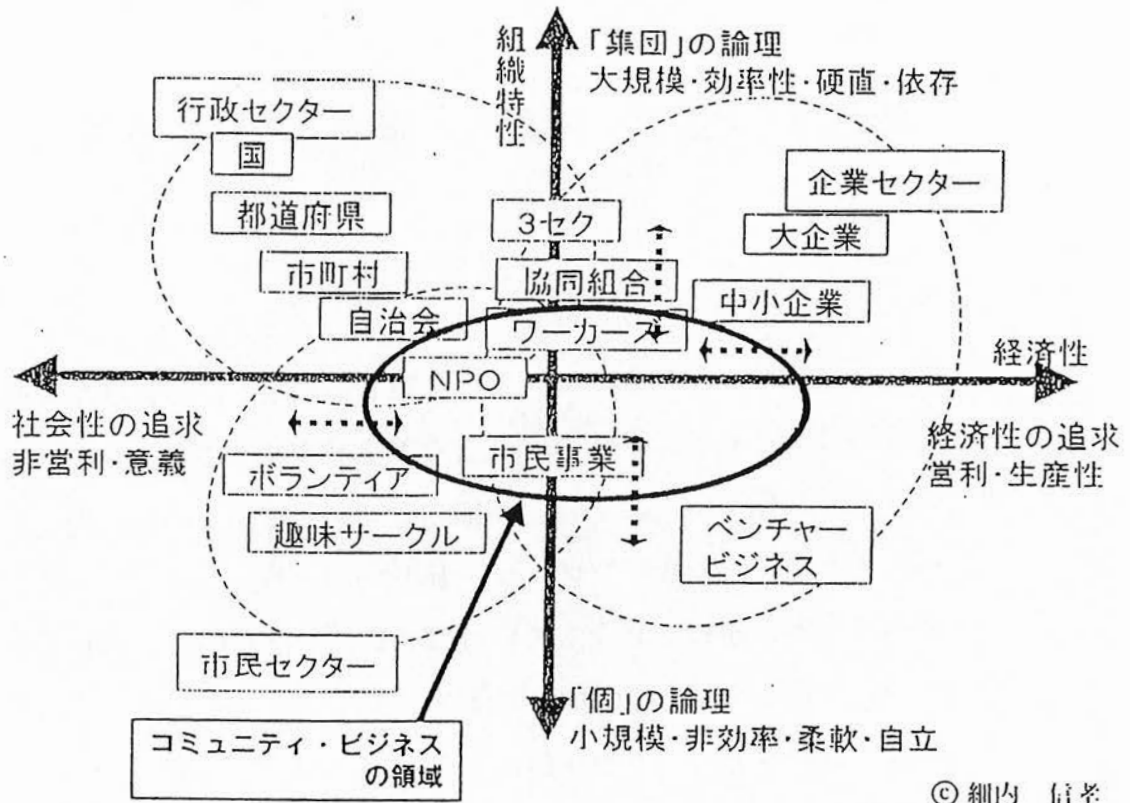 組織特性
「集団」の論理
大規模・効率性・硬直・依存
行政セクター
国
都道府県
市町村
自治会
3セク
協同組合
ワーカーズ
企業セクター
大企業
中小企業
経済性
NPO
社会性の追求
非営利・意義
経済性の追求
営利・生産性
市民事業
ボランティア
趣味サークル
ベンチャー
ビジネス
市民セクター
「個」の論理
小規模・非効率・柔軟・自立
コミュニティ・ビジネス
の領域
©細内 信孝